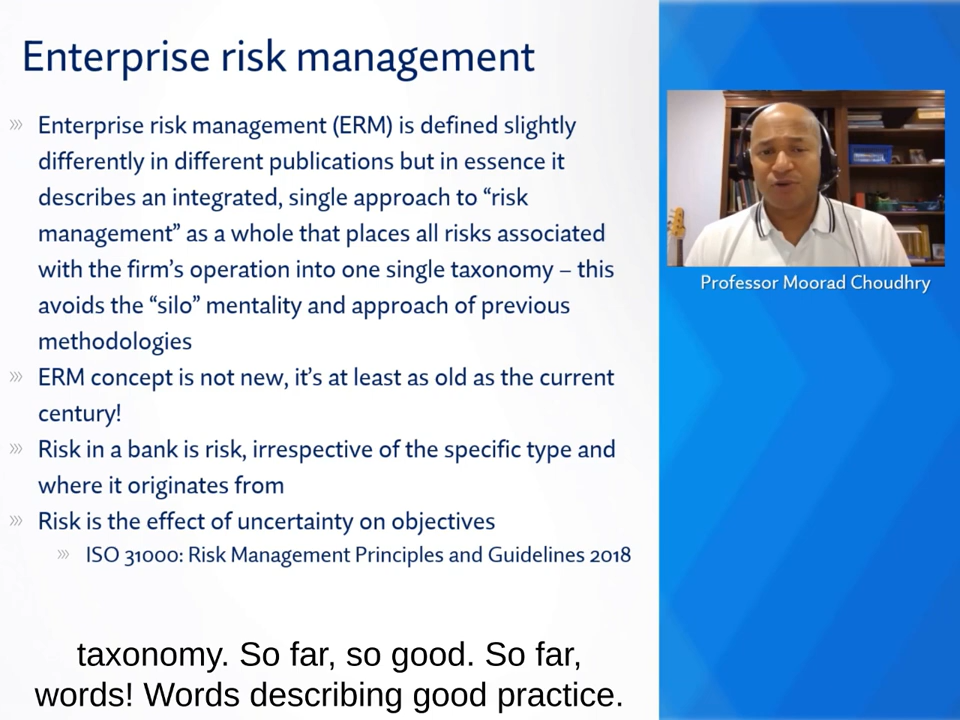 Enterprise risk management
Enterprise risk management (ERM) is defined slightly
differently in different publications but in essence it
describes an integrated, single approach to “risk
management” as a whole that places all risks associated
with the firm’s operation into one single taxonomy – this
avoids the “silo” mentality and approach of previous
methodologies
ERM concept is not new, it’s at least as old as the current
century!
Risk in a bank is risk, irrespective of the specific type and
where it originates from
Risk is the effect of uncertainty on objectives
ISO 31000: Risk Management Principles and Guidelines 2018
Professor Moorad Choudhry
taxonomy. So far, so good. So far,
words! Words describing good practice.